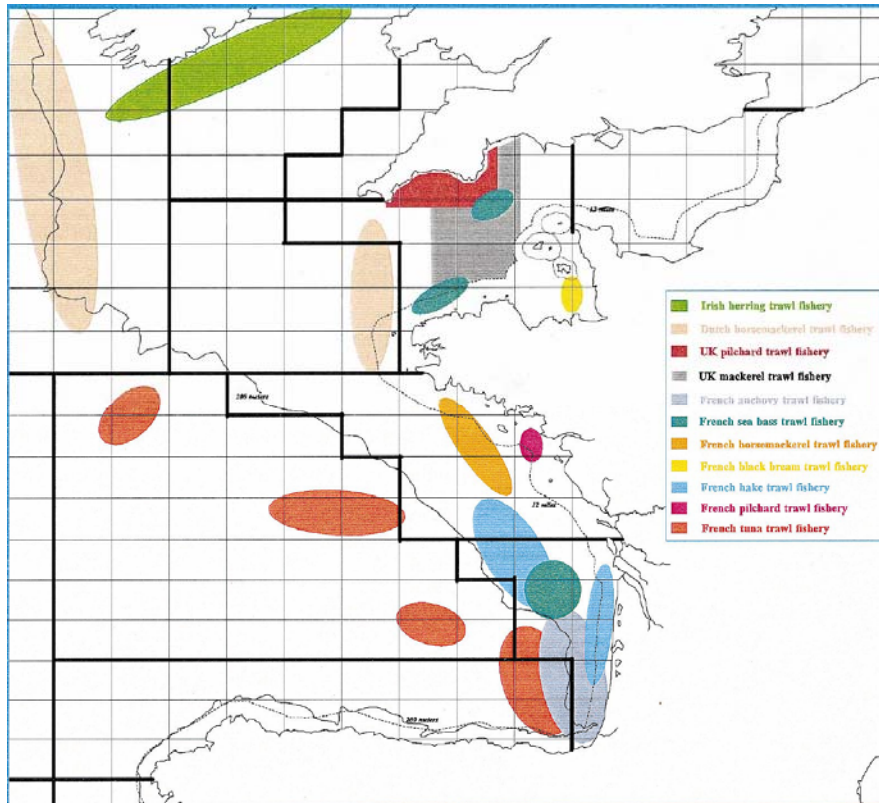 12 miles
Irish herring trawl fishery
Dutch horsemackerel trawl fishery
UK pilchard trawl fishery
UK mackerel trawl fishery
French anchovy trawl fishery
French sea bass trawl fishery
French horsemackerel trawl fishery
French black bream trawl fishery
French hake trawl fishery
French pilchard trawl fishery
French tuna trawl fishery
200 meters
12 miles
200 meters